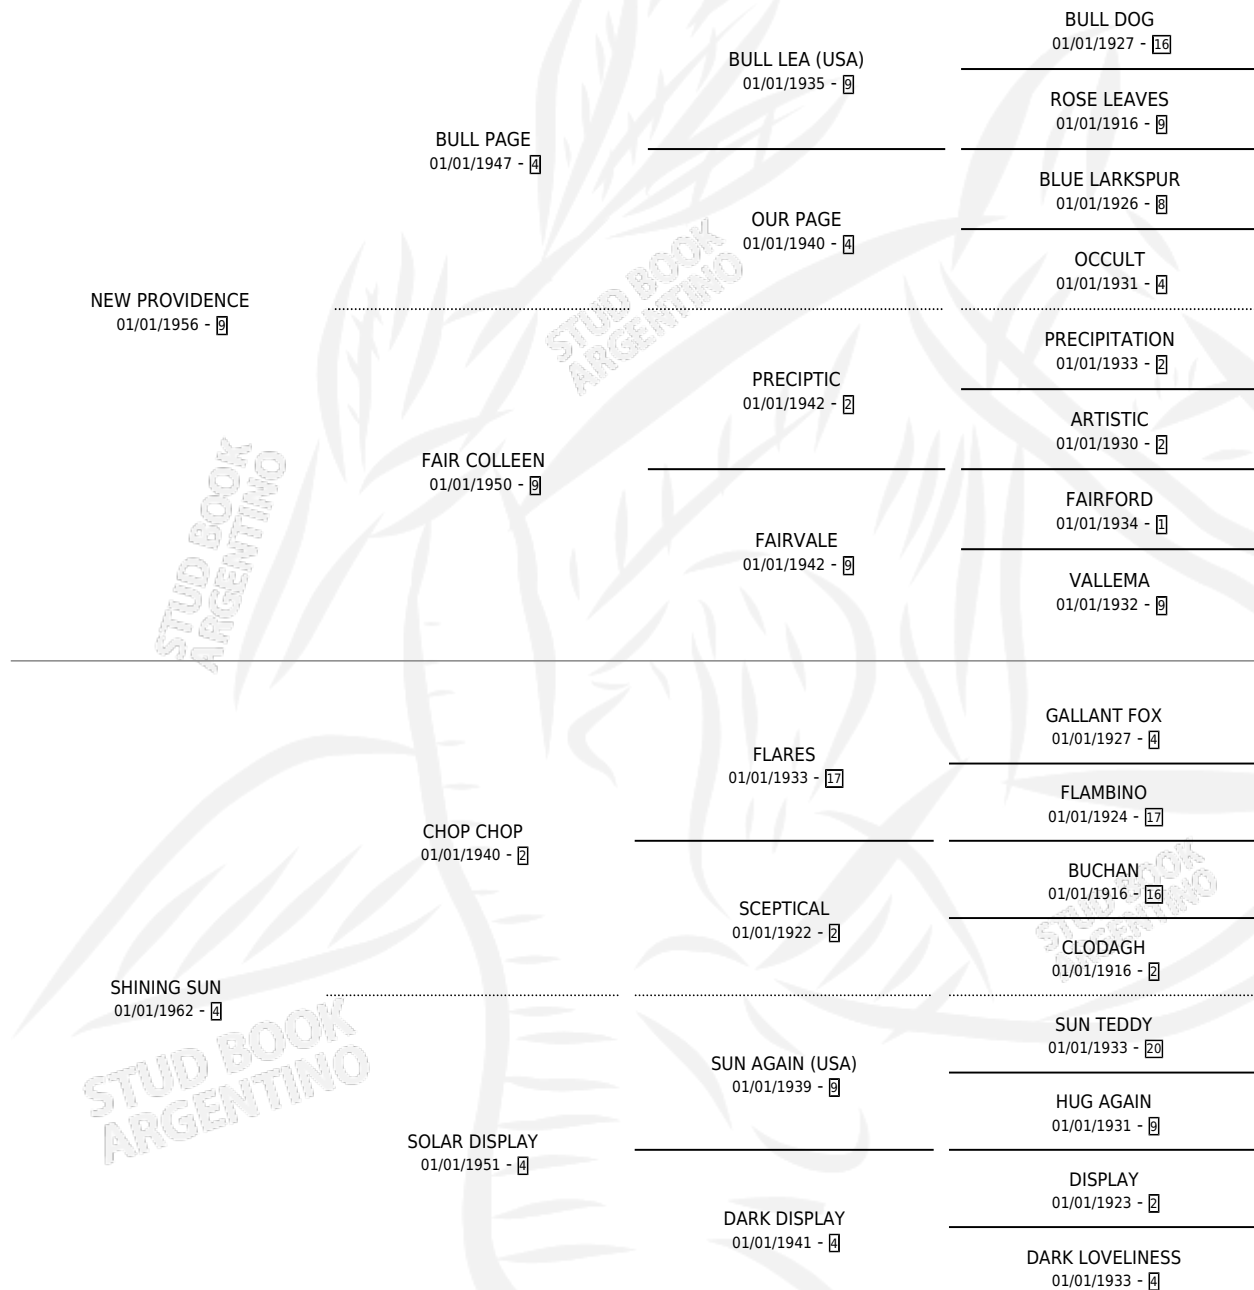 BULL DOG
01/01/1927 - 16
BULL LEA (USA)
01/01/1935 - 9
ROSE LEAVES
01/01/1916 - 9
BULL PAGE
01/01/1947 - 4
BLUE LARKSPUR
01/01/1926 - 8
OUR PAGE
01/01/1940 - 4
OCCULT
01/01/1931 - 4
NEW PROVIDENCE
01/01/1956 - 9
PRECIPITATION
01/01/1933 - 2
PRECIPTIC
01/01/1942 - 2
ARTISTIC
01/01/1930 - 2
FAIR COLLEEN
01/01/1950 - 9
FAIRFORD
01/01/1934 - 1
FAIRVALE
01/01/1942 - 9
VALLEMA
01/01/1932 - 9
GALLANT FOX
01/01/1927 - 4
FLARES
01/01/1933 - 17
FLAMBINO
01/01/1924 - 17
CHOP CHOP
01/01/1940 - 2
BUCHAN
01/01/1916 - 16
SCEPTICAL
01/01/1922 - 2
CLODAGH
01/01/1916 - 2
SHINING SUN
01/01/1962 - 4
SUN TEDDY
01/01/1933 - 20
SUN AGAIN (USA)
01/01/1939 - 9
HUG AGAIN
01/01/1931 - 9
SOLAR DISPLAY
01/01/1951 - 4
DISPLAY
01/01/1923 - 2
DARK DISPLAY
01/01/1941 - 4
DARK LOVELINESS
01/01/1933 - 4
STUD BOOK
ARGENTINO
STUD BOOK
ARGENTINO
STUD BOOK
ARGENTINO
STUD BOOK
ARGENTINO